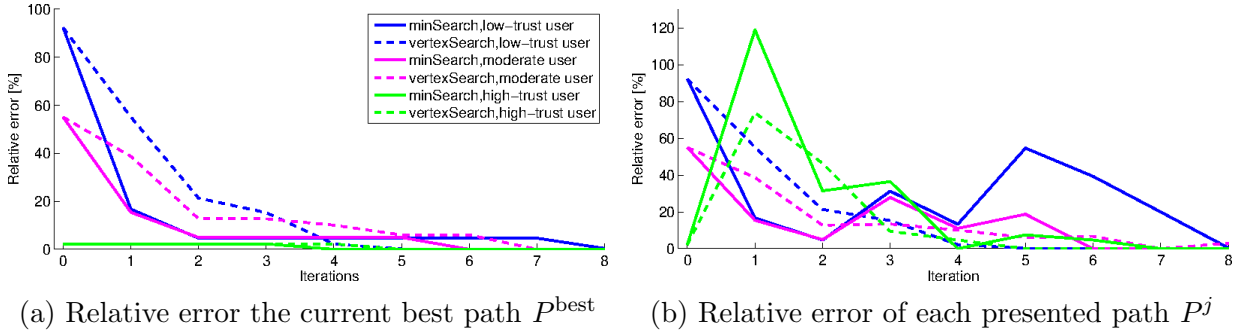 100
80
60
40
20
0
Relative error [%]
0 1 2 3 4 5 6 7 8
Iterations
minSearch,low-trust user
vertexSearch,low-trust user
minSearch,moderate user
vertexSearch,moderate user
minSearch,high-trust user
vertexSearch,high-trust user
(a) Relative error the current best path P^best
120
100
80
60
40
20
0
Relative error [%]
0 1 2 3 4 5 6 7 8
Iteration
(b) Relative error of each presented path P^j